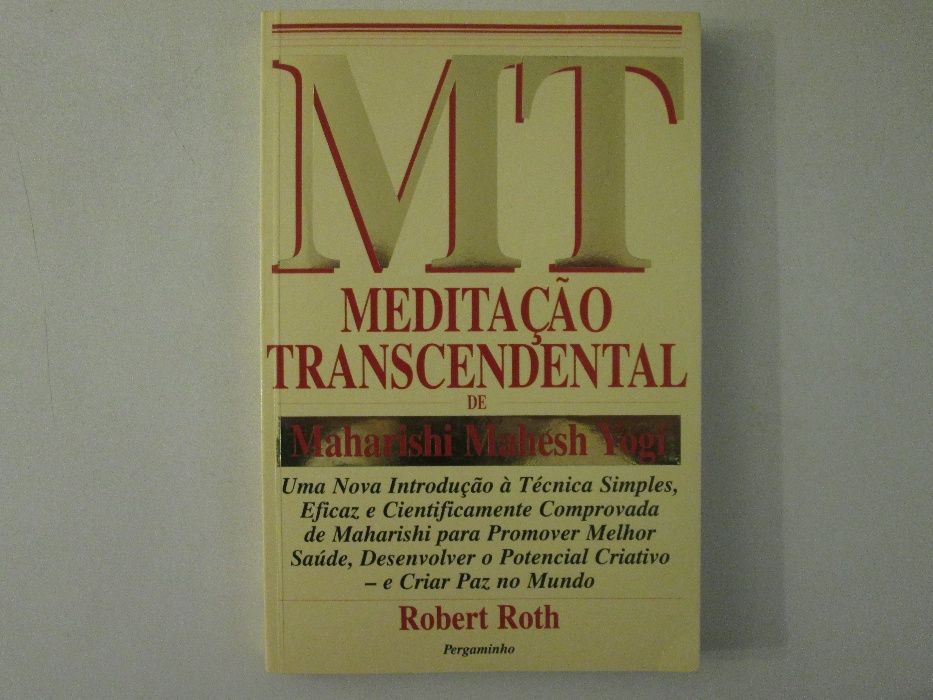 MT
MEDITAÇÃO
TRANSCENDENTAL
DE
Maharishi Mahesh Yogi
Uma Nova Introdução à Técnica Simples,
Eficaz e Cientificamente Comprovada
de Maharishi para Promover Melhor
Saúde, Desenvolver o Potencial Criativo
– e Criar Paz no Mundo
Robert Roth
Pergaminho